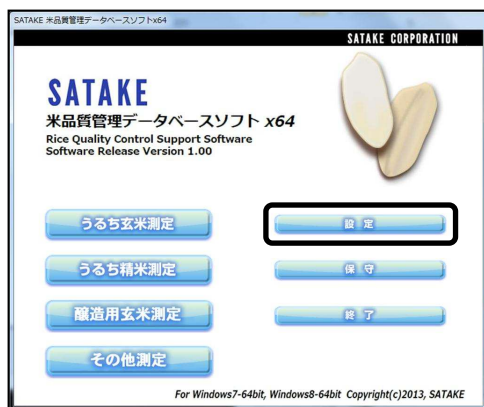 SATAKE 米品質管理データベースソフトx64
SATAKE CORPORATION
SATAKE
米品質管理データベースソフト x64
Rice Quality Control Support Software
Software Release Version 1.00
うるち玄米測定
設 定
うるち精米測定
保 守
醸造用玄米測定
終 了
その他測定
For Windows7-64bit, Windows8-64bit Copyright(c)2013, SATAKE